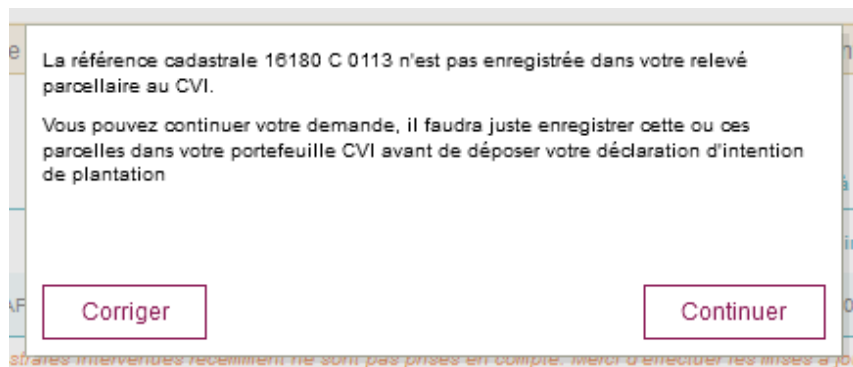 La référence cadastrale 16180 C 0113 n'est pas enregistrée dans votre relevé
parcellaire au CVI.
Vous pouvez continuer votre demande, il faudra juste enregistrer cette ou ces
parcelles dans votre portefeuille CVI avant de déposer votre déclaration d'intention
de plantation
Corriger
Continuer